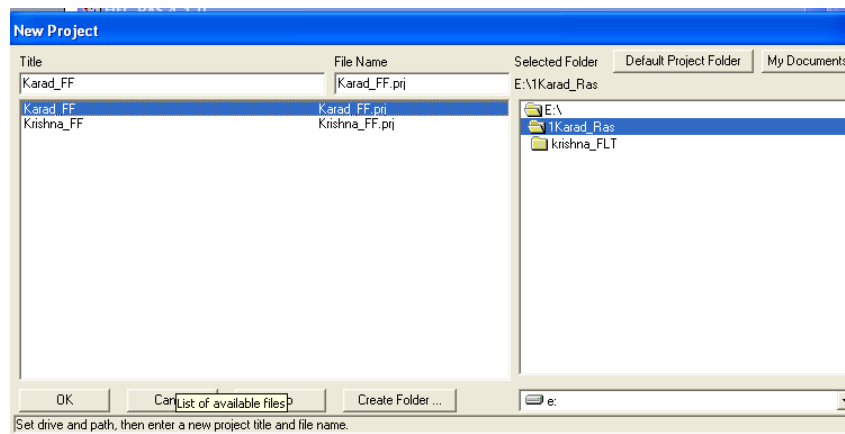 New Project
Title File Name Selected Folder Default Project Folder My Documents
Karad_FF Karad_FF.prj E:\1Karad_Ras
Karad_FF Karad_FF.prj E:\
Krishna_FF Krishna_FF.prj 1Karad_Ras
krishna_FLT
OK Create Folder ... e:
List of available files
Set drive and path, then enter a new project title and file name.